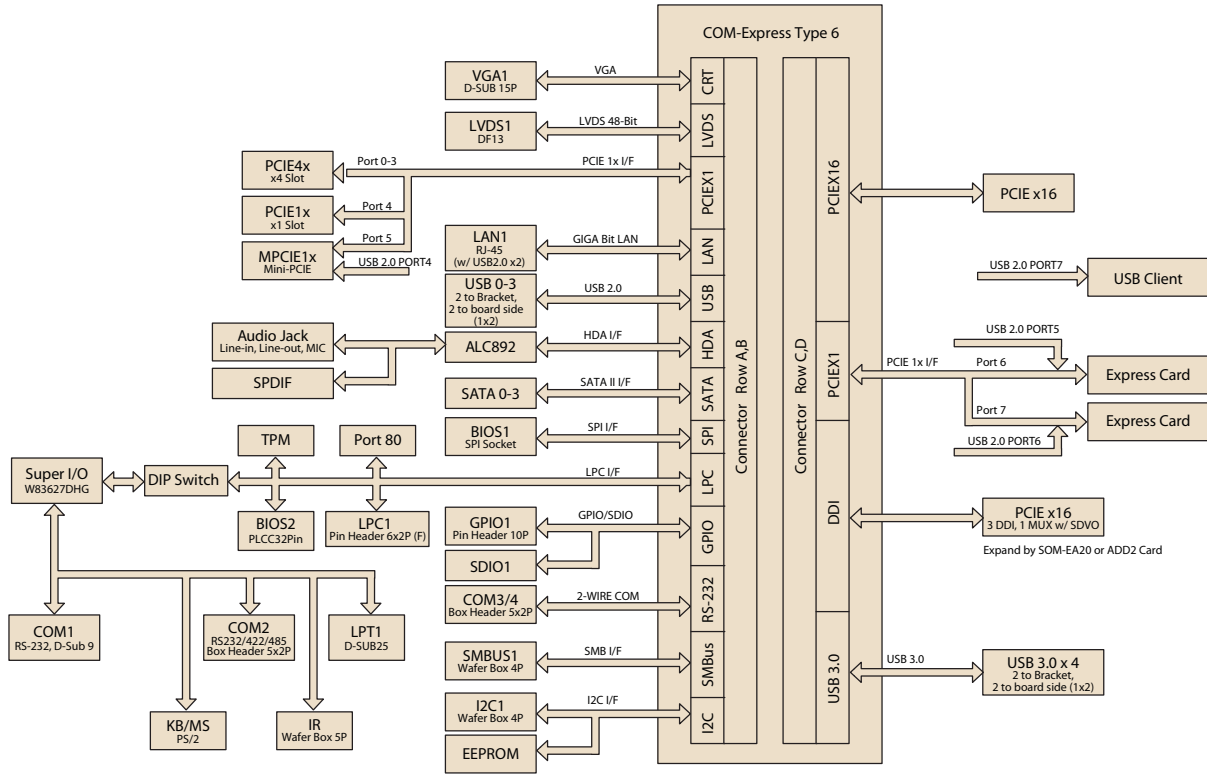 COM-Express Type 6
VGA1
D-SUB 15P
VGA
CRT
LVDS1
DF13
LVDS 48-Bit
LVDS
PCIE4x
x4 Slot
Port 0-3
PCIE 1x I/F
PCIEX1
PCIE1x
x1 Slot
Port 4
MPCIE1x
Mini-PCIE
Port 5
USB 2.0 PORT4
LAN1
RJ-45
(w/ USB2.0 x2)
GIGA Bit LAN
LAN
USB 0-3
2 to Bracket,
2 to board side
(1x2)
USB 2.0
USB
Audio Jack
Line-in, Line-out, MIC
SPDIF
ALC892
HDA I/F
HDA
SATA 0-3
SATA II I/F
SATA
BIOS1
SPI Socket
SPI I/F
SPI
TPM
Port 80
Super I/O
W83627DHG
DIP Switch
LPC I/F
LPC
BIOS2
PLCC32Pin
LPC1
Pin Header 6x2P (F)
GPIO1
Pin Header 10P
GPIO/SDIO
GPIO
SDIO1
COM3/4
Box Header 5x2P
2-WIRE COM
RS-232
COM1
RS-232, D-Sub 9
COM2
RS232/422/485
Box Header 5x2P
LPT1
D-SUB25
SMBUS1
Wafer Box 4P
SMB I/F
SMBus
KB/MS
PS/2
IR
Wafer Box 5P
I2C1
Wafer Box 4P
I2C I/F
I2C
EEPROM
Connector Row A,B
Connector Row C,D
PCIEX16
PCIE x16
USB 2.0 PORT7
USB Client
USB 2.0 PORT5
PCIEX1
PCIE 1x I/F
Port 6
Express Card
Port 7
Express Card
USB 2.0 PORT6
DDI
PCIE x16
3 DDI, 1 MUX w/ SDVO
Expand by SOM-EA20 or ADD2 Card
USB 3.0
USB 3.0
USB 3.0 x 4
2 to Bracket,
2 to board side (1x2)